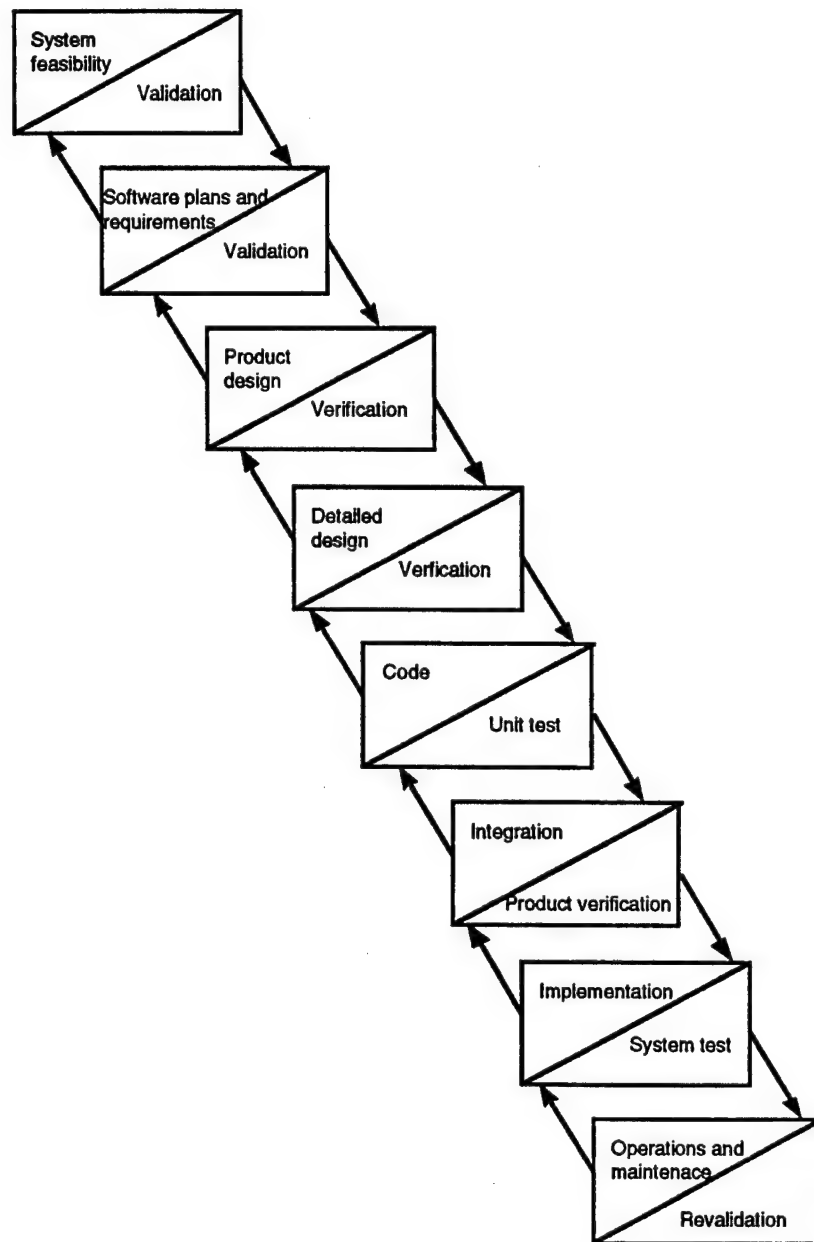 System
feasibility
Validation
Software plans and
requirements
Validation
Product
design
Verification
Detailed
design
Verfication
Code
Unit test
Integration
Product verification
Implementation
System test
Operations and
maintenace
Revalidation